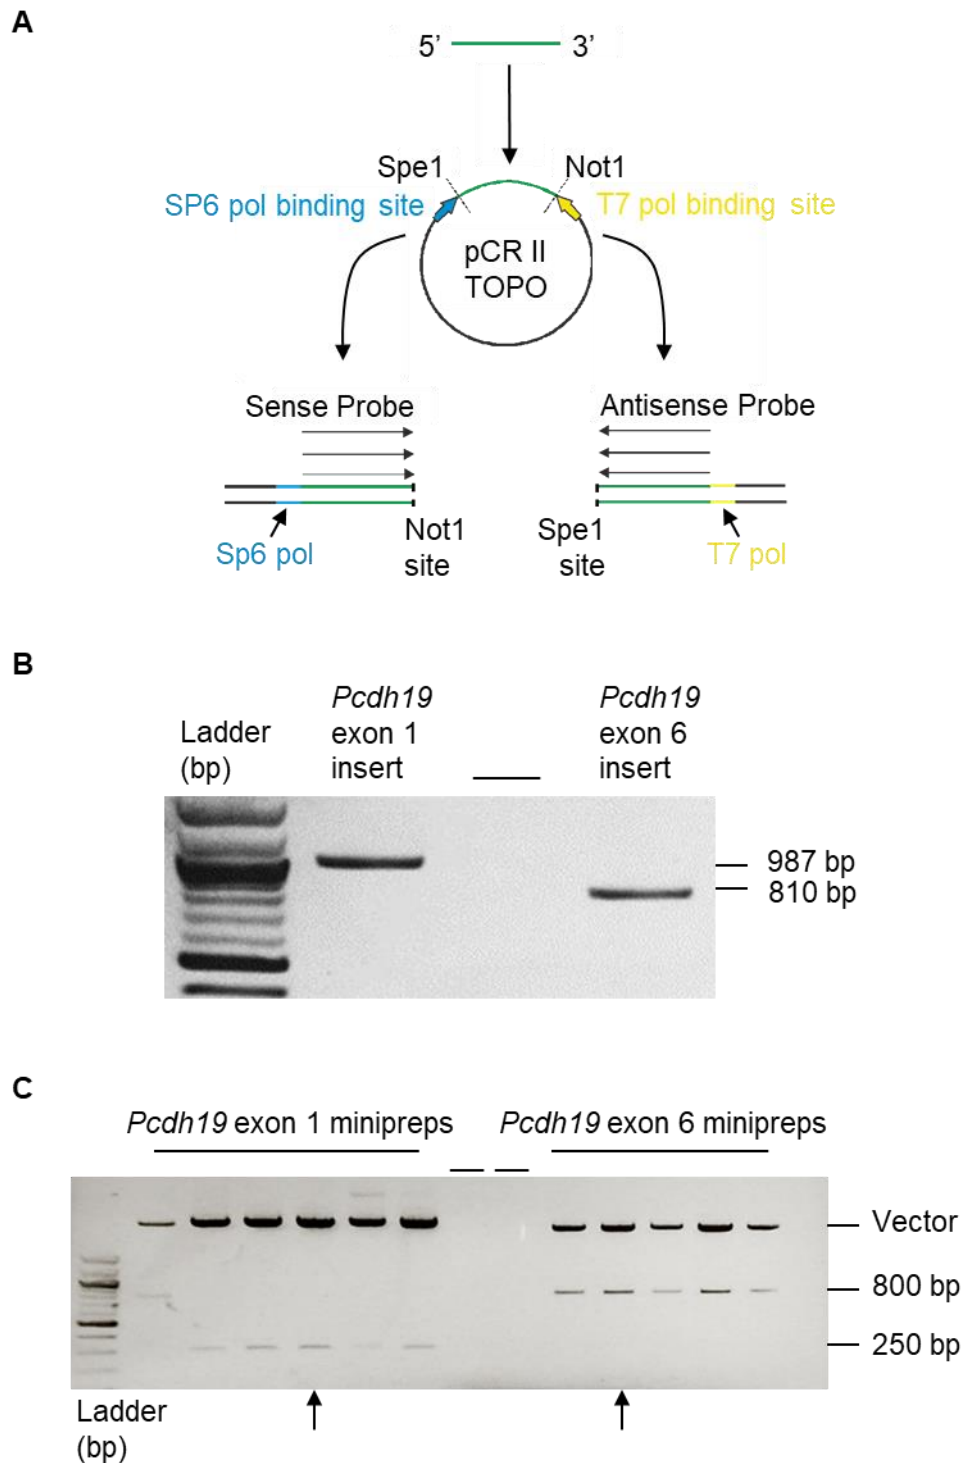 A
5’ 3’
Spe1 Not1
SP6 pol binding site T7 pol binding site
pCR II
TOPO
Sense Probe Antisense Probe
Not1
site
Spe1
site
Sp6 pol T7 pol
B
Ladder
(bp)
Pcdh19
exon 1
insert
Pcdh19
exon 6
insert
987 bp
810 bp
C
Pcdh19 exon 1 minipreps Pcdh19 exon 6 minipreps
Vector
800 bp
250 bp
Ladder
(bp)